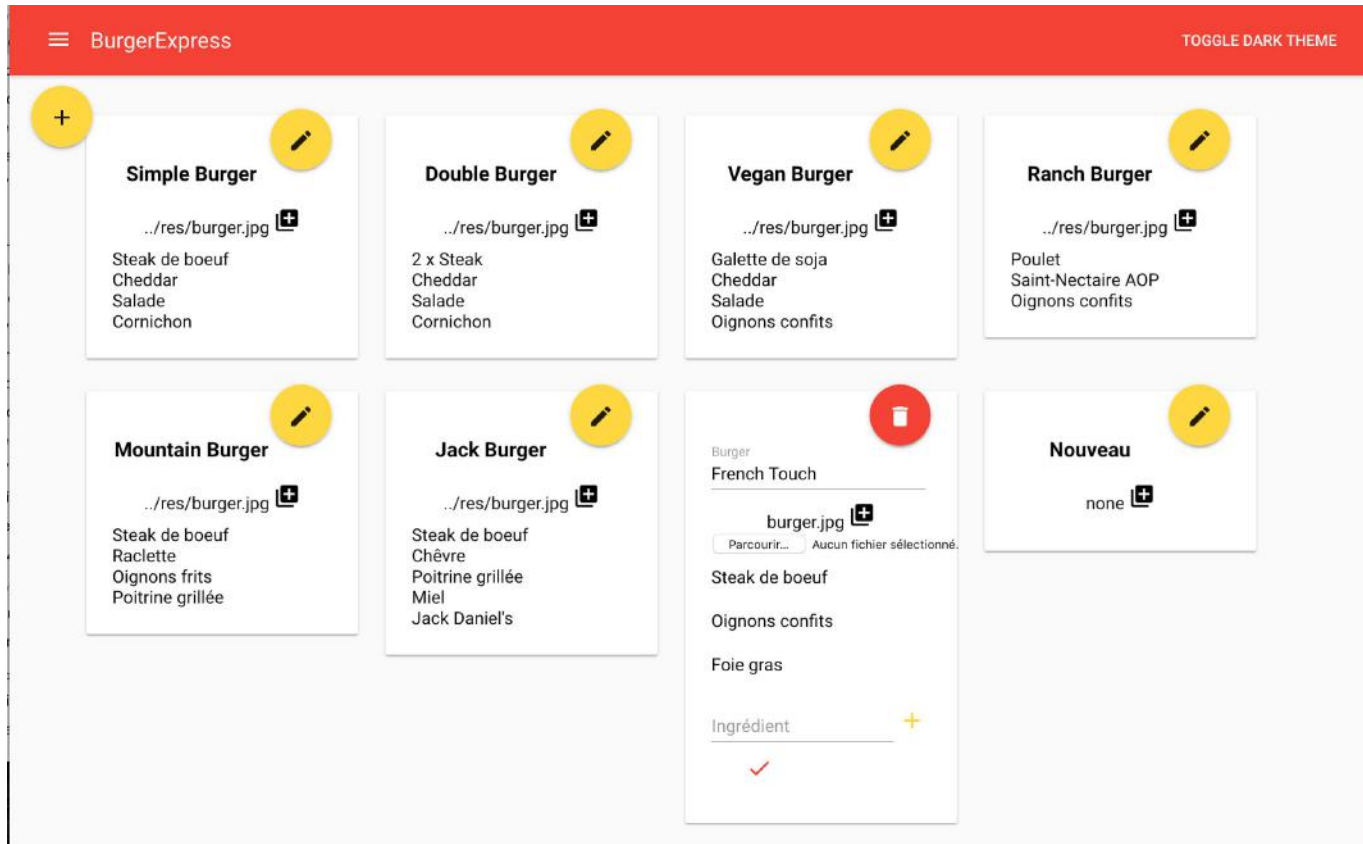 BurgerExpress
TOGGLE DARK THEME
Simple Burger
../res/burger.jpg
Steak de boeuf
Cheddar
Salade
Cornichon
Double Burger
../res/burger.jpg
2 x Steak
Cheddar
Salade
Cornichon
Vegan Burger
../res/burger.jpg
Galette de soja
Cheddar
Salade
Oignons confits
Ranch Burger
../res/burger.jpg
Poulet
Saint-Nectaire AOP
Oignons confits
Mountain Burger
../res/burger.jpg
Steak de boeuf
Raclette
Oignons frits
Poitrine grillée
Jack Burger
../res/burger.jpg
Steak de boeuf
Chêvre
Poitrine grillée
Miel
Jack Daniel's
Burger
French Touch
burger.jpg
Parcourir... Aucun fichier sélectionné.
Steak de boeuf
Oignons confits
Foie gras
Ingrédient
Nouveau
none